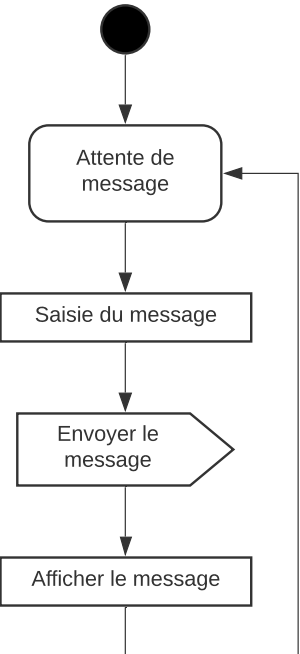 Attente de
message
Saisie du message
Envoyer le
message
Afficher le message